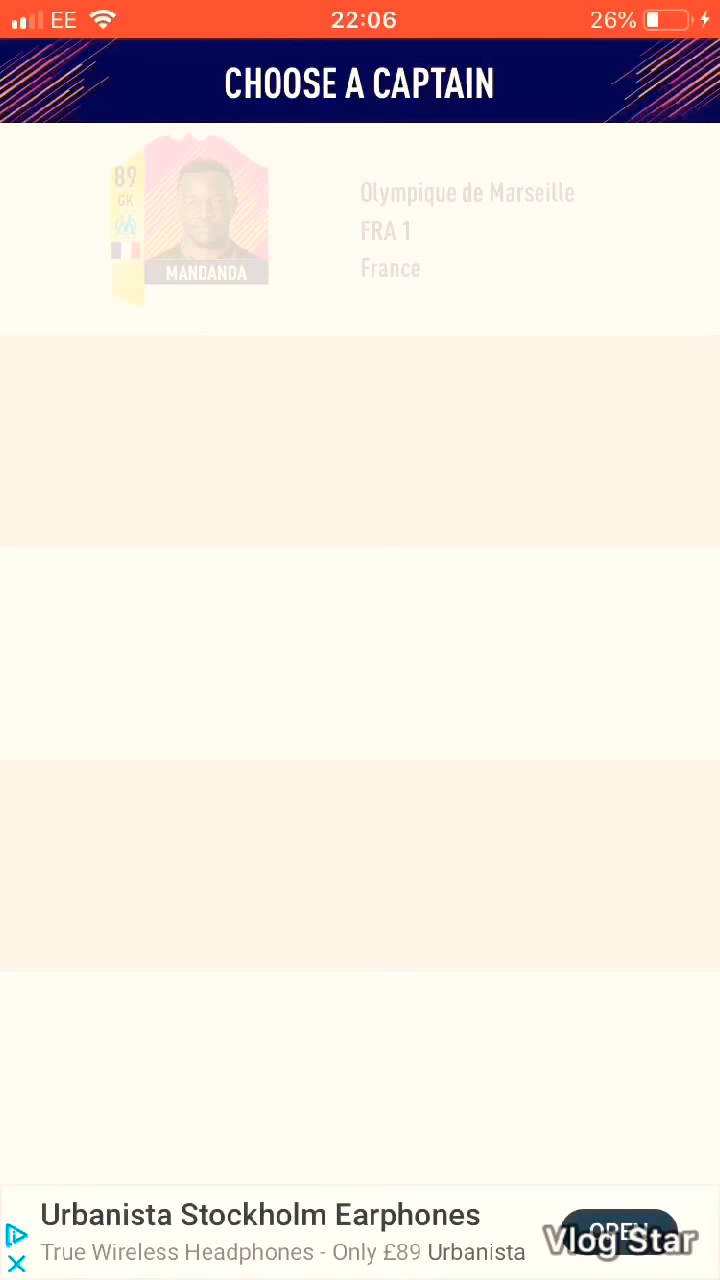 EE 22:06 26%
CHOOSE A CAPTAIN
89
GK
MANDANDA
Olympique de Marseille
FRA 1
France
Urbanista Stockholm Earphones
True Wireless Headphones - Only £89 Urbanista
OPEN
Vlog Star